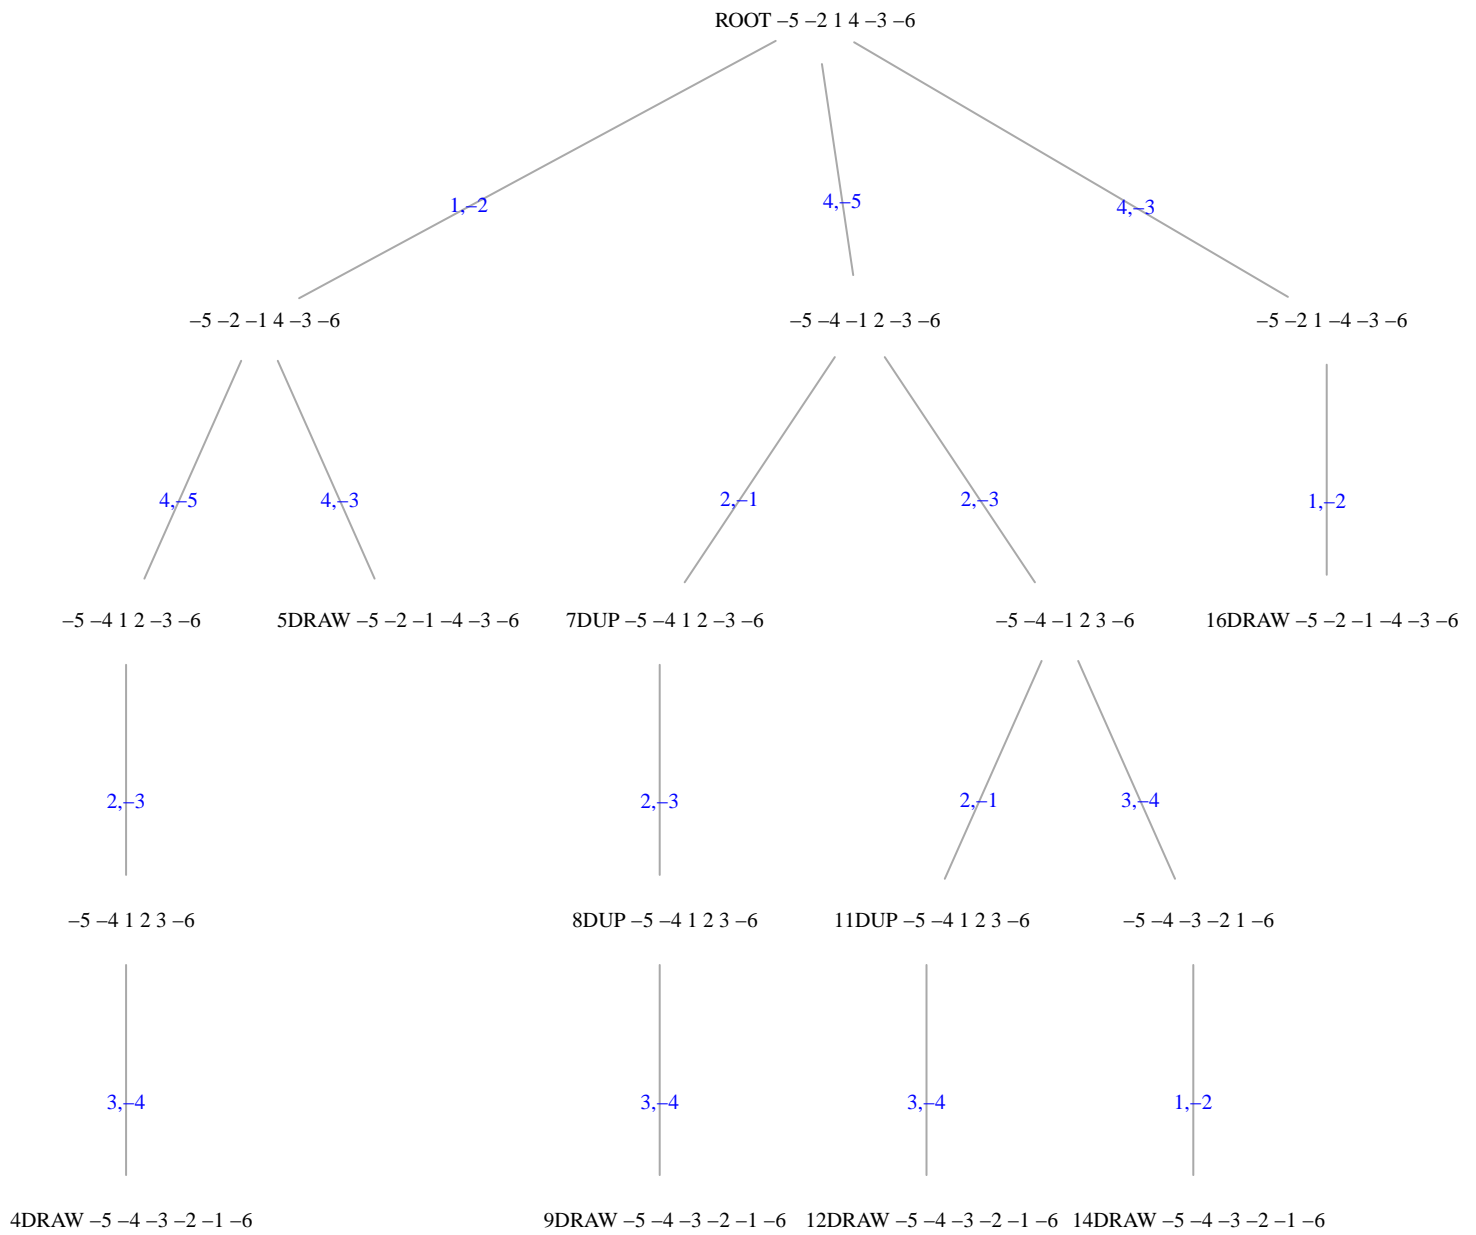 ROOT −5 −2 1 4 −3 −6
1,−2
4,−5
4,−3
−5 −2 −1 4 −3 −6
−5 −4 −1 2 −3 −6
−5 −2 1 −4 −3 −6
4,−5
4,−3
2,−1
2,−3
1,−2
−5 −4 1 2 −3 −6
5DRAW −5 −2 −1 −4 −3 −6
7DUP −5 −4 1 2 −3 −6
−5 −4 −1 2 3 −6
16DRAW −5 −2 −1 −4 −3 −6
2,−3
2,−3
2,−1
3,−4
−5 −4 1 2 3 −6
8DUP −5 −4 1 2 3 −6
11DUP −5 −4 1 2 3 −6
−5 −4 −3 −2 1 −6
3,−4
3,−4
3,−4
1,−2
4DRAW −5 −4 −3 −2 −1 −6
9DRAW −5 −4 −3 −2 −1 −6
12DRAW −5 −4 −3 −2 −1 −6
14DRAW −5 −4 −3 −2 −1 −6